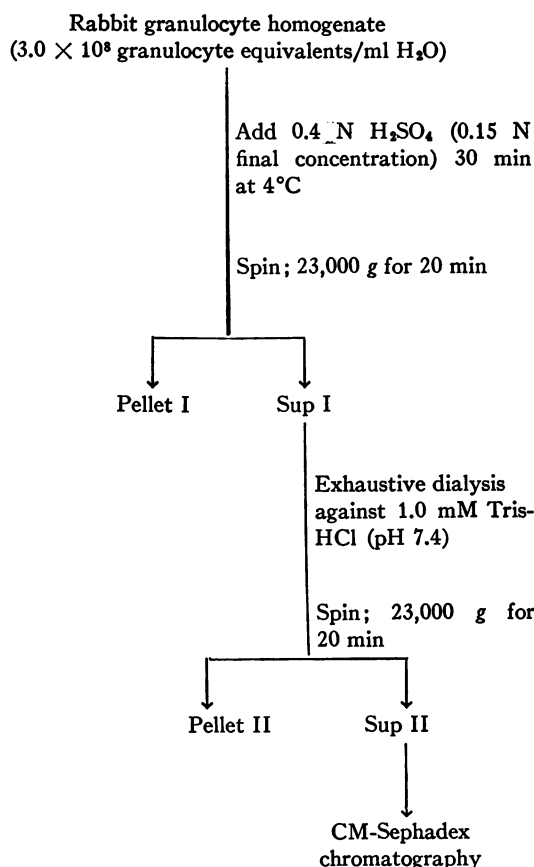 Rabbit granulocyte homogenate
(3.0 × 10⁸ granulocyte equivalents/ml H₂O)
Add 0.4 N H₂SO₄ (0.15 N
final concentration) 30 min
at 4°C
Spin; 23,000 g for 20 min
Pellet I
Sup I
Exhaustive dialysis
against 1.0 mM Tris-
HCl (pH 7.4)
Spin; 23,000 g for
20 min
Pellet II
Sup II
CM-Sephadex
chromatography